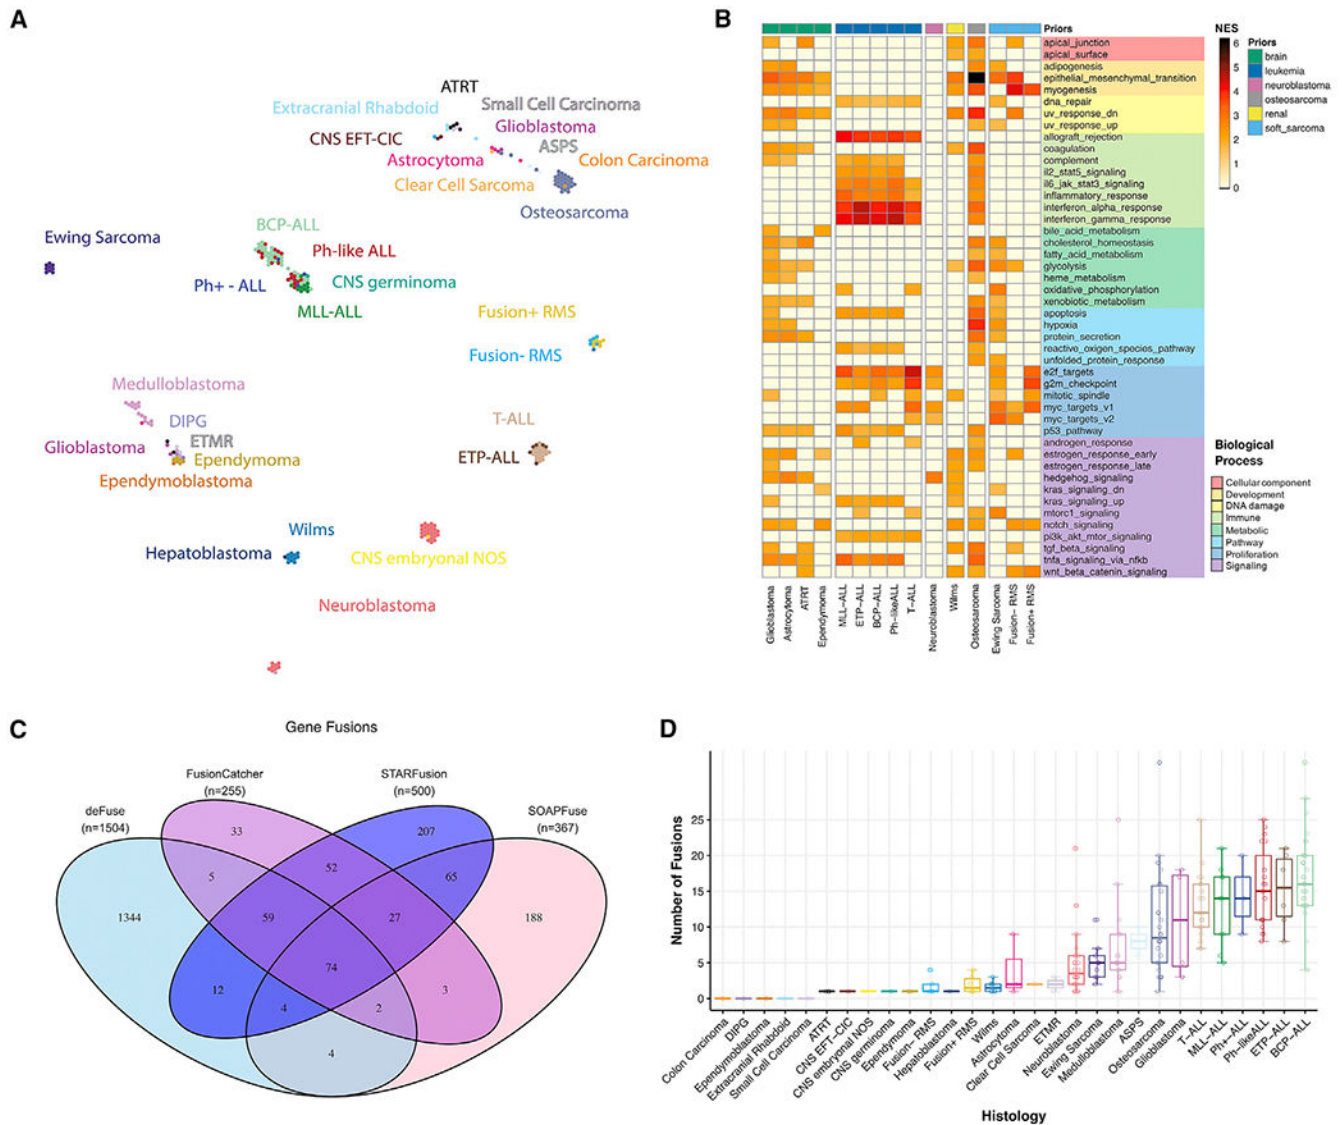 A
ATRT
Extracranial Rhabdoid
Small Cell Carcinoma
CNS EFT-CIC
Glioblastoma
ASPS
Astrocytoma
Colon Carcinoma
Clear Cell Sarcoma
Osteosarcoma
BCP-ALL
Ewing Sarcoma
Ph-like ALL
Ph+ - ALL
CNS germinoma
MLL-ALL
Fusion+ RMS
Fusion- RMS
Medulloblastoma
DIPG
T-ALL
Glioblastoma
ETMR
Ependymoma
ETP-ALL
Ependymoblastoma
Wilms
Hepatoblastoma
CNS embryonal NOS
Neuroblastoma
B
Priors
apical_junction
apical_surface
adipogenesis
epithelial_mesenchymal_transition
myogenesis
dna_repair
uv_response_dn
uv_response_up
allograft_rejection
coagulation
complement
il2_stat5_signaling
il6_jak_stat3_signaling
inflammatory_response
interferon_alpha_response
interferon_gamma_response
bile_acid_metabolism
cholesterol_homeostasis
fatty_acid_metabolism
glycolysis
heme_metabolism
oxidative_phosphorylation
xenobiotic_metabolism
apoptosis
hypoxia
protein_secretion
reactive_oxigen_species_pathway
unfolded_protein_response
e2f_targets
g2m_checkpoint
mitotic_spindle
myc_targets_v1
myc_targets_v2
p53_pathway
androgen_response
estrogen_response_early
estrogen_response_late
hedgehog_signaling
kras_signaling_dn
kras_signaling_up
mtorc1_signaling
notch_signaling
pi3k_akt_mtor_signaling
tgf_beta_signaling
tnfa_signaling_via_nfkb
wnt_beta_catenin_signaling
Glioblastoma
Astrocytoma
ATRT
Ependymoma
MLL-ALL
ETP-ALL
BCP-ALL
Ph-likeALL
T-ALL
Neuroblastoma
Wilms
Osteosarcoma
Ewing Sarcoma
Fusion- RMS
Fusion+ RMS
NES
6
5
4
3
2
1
0
Priors
brain
leukemia
neuroblastoma
osteosarcoma
renal
soft_sarcoma
Biological
Process
Cellular component
Development
DNA damage
Immune
Metabolic
Pathway
Proliferation
Signaling
C
Gene Fusions
FusionCatcher
(n=255)
STARFusion
(n=500)
deFuse
(n=1504)
SOAPFuse
(n=367)
33
207
52
5
65
1344
59
27
188
74
12
4
2
3
4
D
Number of Fusions
25
20
15
10
5
0
Colon Carcinoma
DIPG
Ependymoblastoma
Extracranial Rhabdoid
Small Cell Carcinoma
ATRT
CNS EFT-CIC
CNS embryonal NOS
CNS germinoma
Ependymoma
Fusion- RMS
Hepatoblastoma
Fusion+ RMS
Wilms
Astrocytoma
Clear Cell Sarcoma
ETMR
Neuroblastoma
Ewing Sarcoma
Medulloblastoma
ASPS
Osteosarcoma
Glioblastoma
T-ALL
MLL-ALL
Ph+-ALL
Ph-likeALL
ETP-ALL
BCP-ALL
Histology